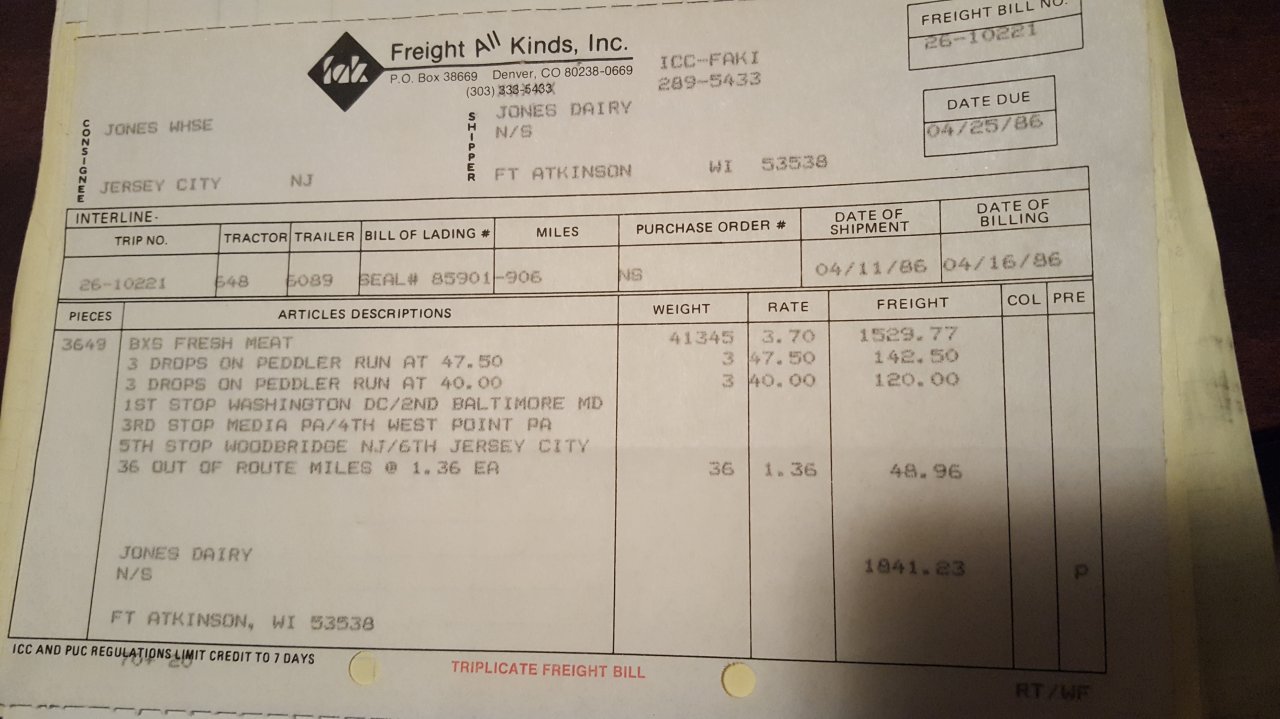 FREIGHT BILL NO.
26-10221
fak Freight All Kinds, Inc.
P.O. Box 38669 Denver, CO 80238-0669
(303)
ICC-FAKI
289-5433
DATE DUE
04/25/86
CONSIGNEE
JONES WHSE
JERSEY CITY NJ
SHIPPER
JONES DAIRY
N/S
FT ATKINSON WI 53538
INTERLINE-
TRIP NO. TRACTOR TRAILER BILL OF LADING # MILES PURCHASE ORDER # DATE OF SHIPMENT DATE OF BILLING
26-10221 648 6089 SEAL# 85901-906 NS 04/11/86 04/16/86
PIECES ARTICLES DESCRIPTIONS WEIGHT RATE FREIGHT COL PRE
3649 BXS FRESH MEAT 41345 3.70 1529.77
3 DROPS ON PEDDLER RUN AT 47.50 3 47.50 142.50
3 DROPS ON PEDDLER RUN AT 40.00 3 40.00 120.00
1ST STOP WASHINGTON DC/2ND BALTIMORE MD
3RD STOP MEDIA PA/4TH WEST POINT PA
5TH STOP WOODBRIDGE NJ/6TH JERSEY CITY
36 OUT OF ROUTE MILES @ 1.36 EA 36 1.36 48.96
JONES DAIRY
N/S
1841.23 P
FT ATKINSON, WI 53538
ICC AND PUC REGULATIONS LIMIT CREDIT TO 7 DAYS
TRIPLICATE FREIGHT BILL
RT/WF